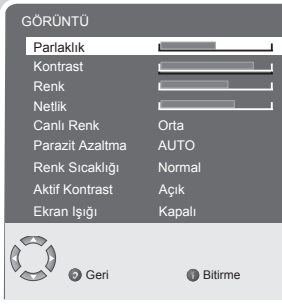 GÖRÜNTÜ
Parlaklık
Kontrast
Renk
Netlik
Canlı Renk Orta
Parazit Azaltma AUTO
Renk Sıcaklığı Normal
Aktif Kontrast Açık
Ekran Işığı Kapalı
Geri Bitirme